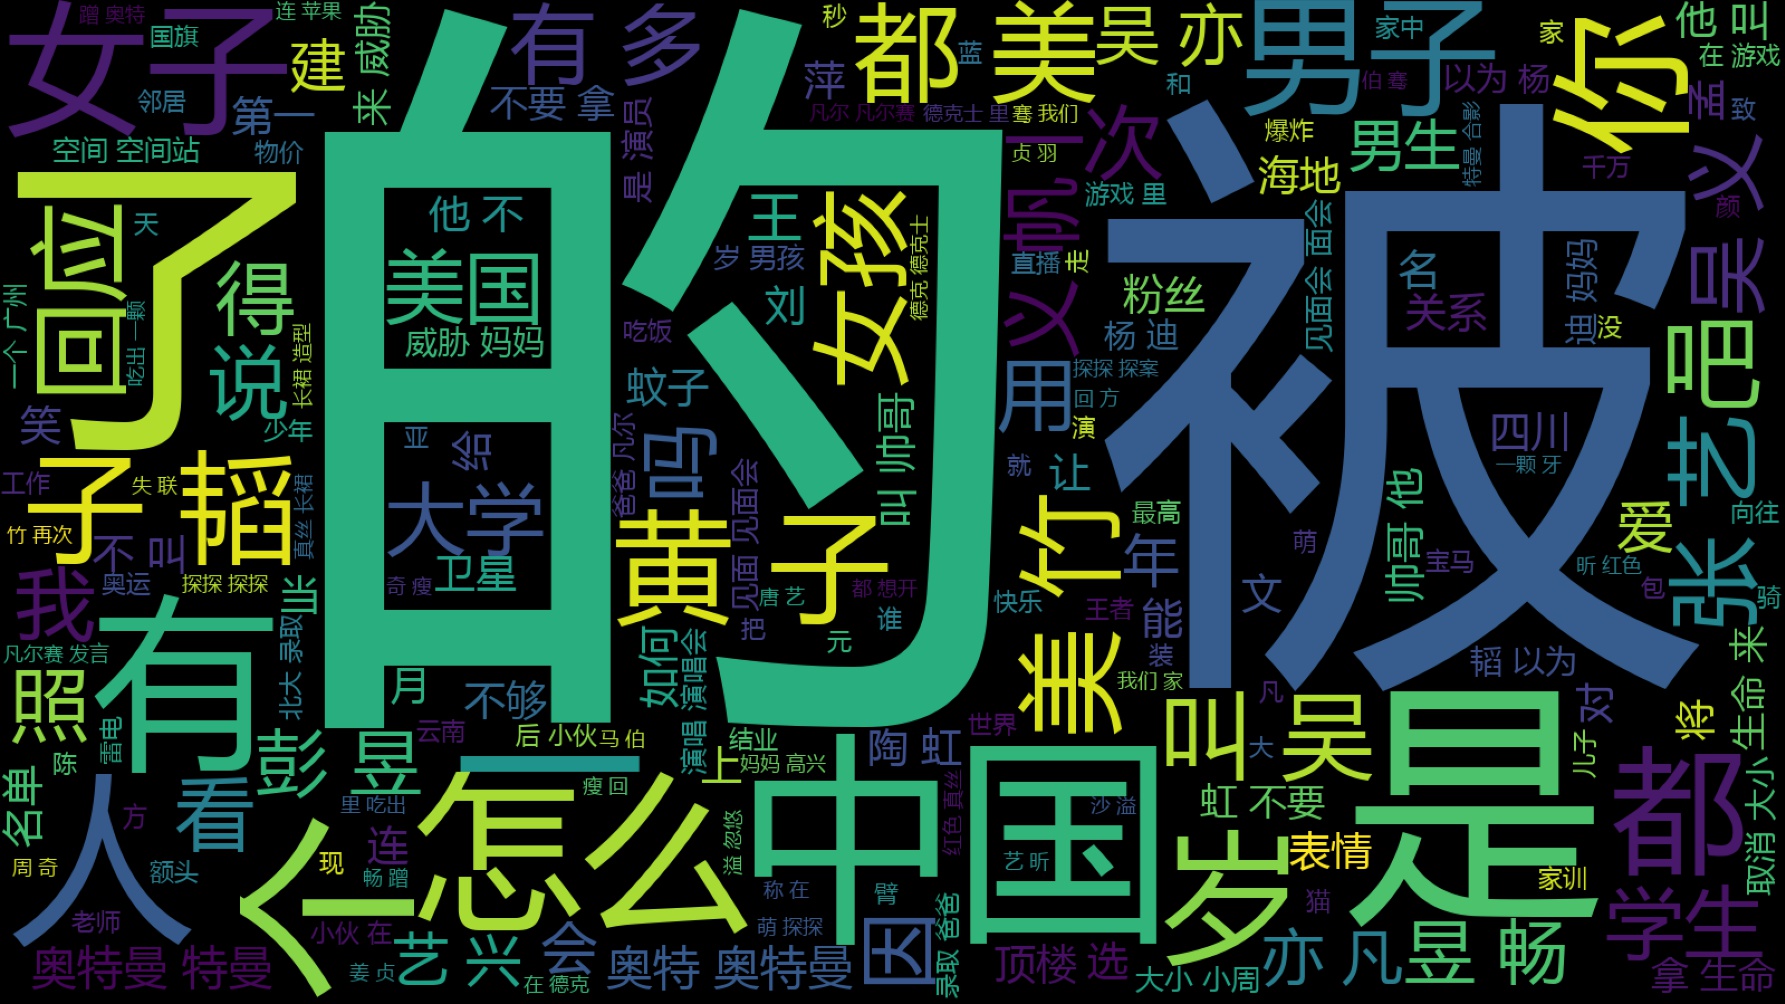 女子
蹭 奥特
国旗
连 苹果
建
来 威胁
邻居
第一
空间 空间站
物价
有 多
不要 拿
是 演员
萍
秒
都 美
蓝
吴 亦
和
男子
家中
伯 骞
以为 杨
家
你
他 叫
在 游戏
孟
致
凡尔 凡尔赛
德克士 里
骞 我们
贞 羽
一次
爆炸
男生
特曼 合影
海地
千万
义
颜
了
回应
天
得
说
的
他 不
美国
威胁 妈妈
王
岁 男孩
刘
女孩
德克 德克士
帆
游戏 里
直播
走
义
粉丝
杨 迪
见面会 面会
被
名
关系
妈妈
迪
没
吴
吧
一个 广州
吃出 一颗
长裙 造型
少年
笑
吃饭
蚊子
叫 帅哥
用
探探 探案
回 方
演
四川
一颗 牙
工作
失 联
子 韬
真丝 长裙
竹 再次
不 叫
奥运
探探 探探
亚
给
大学
卫星
奇 瘦
爸爸 凡尔
吗
见面 见面会
黄 子
唐 艺
都 想开
谁
把
元
就
让
竹
最高
年
萌
帅哥 他
宝马
爱
艺
向往
昕 红色
张
包
骑
快乐
王者
能
文
装
我们 家
美
韬 以为
凡
对
将
生命 来
我
当
北大 录取
凡尔赛 发言
有
照
雷电
陈
名单
月
不够
云南
如何
演唱 演唱会
后 小伙
马 伯
结业
上
妈妈 高兴
陶 虹
世界
叫 吴
大
是
儿子
都
取消 大小
彭 昱
一
瘦 回
里 吃出
看
人
方
周 奇
额头
连
现
畅 蹭
个
怎么
溢 忽悠
中国
红色 真丝
沙 溢
艺 昕
虹 不要
岁
表情
猫
家训
学生
称 在
臂
萌 探探
老师
小伙 在
奥特曼 特曼
姜 贞
艺 兴
在 德克
会
奥特 奥特曼
因
录取 爸爸
顶楼 选
大小 小周
亦 凡
昱 畅
拿 生命